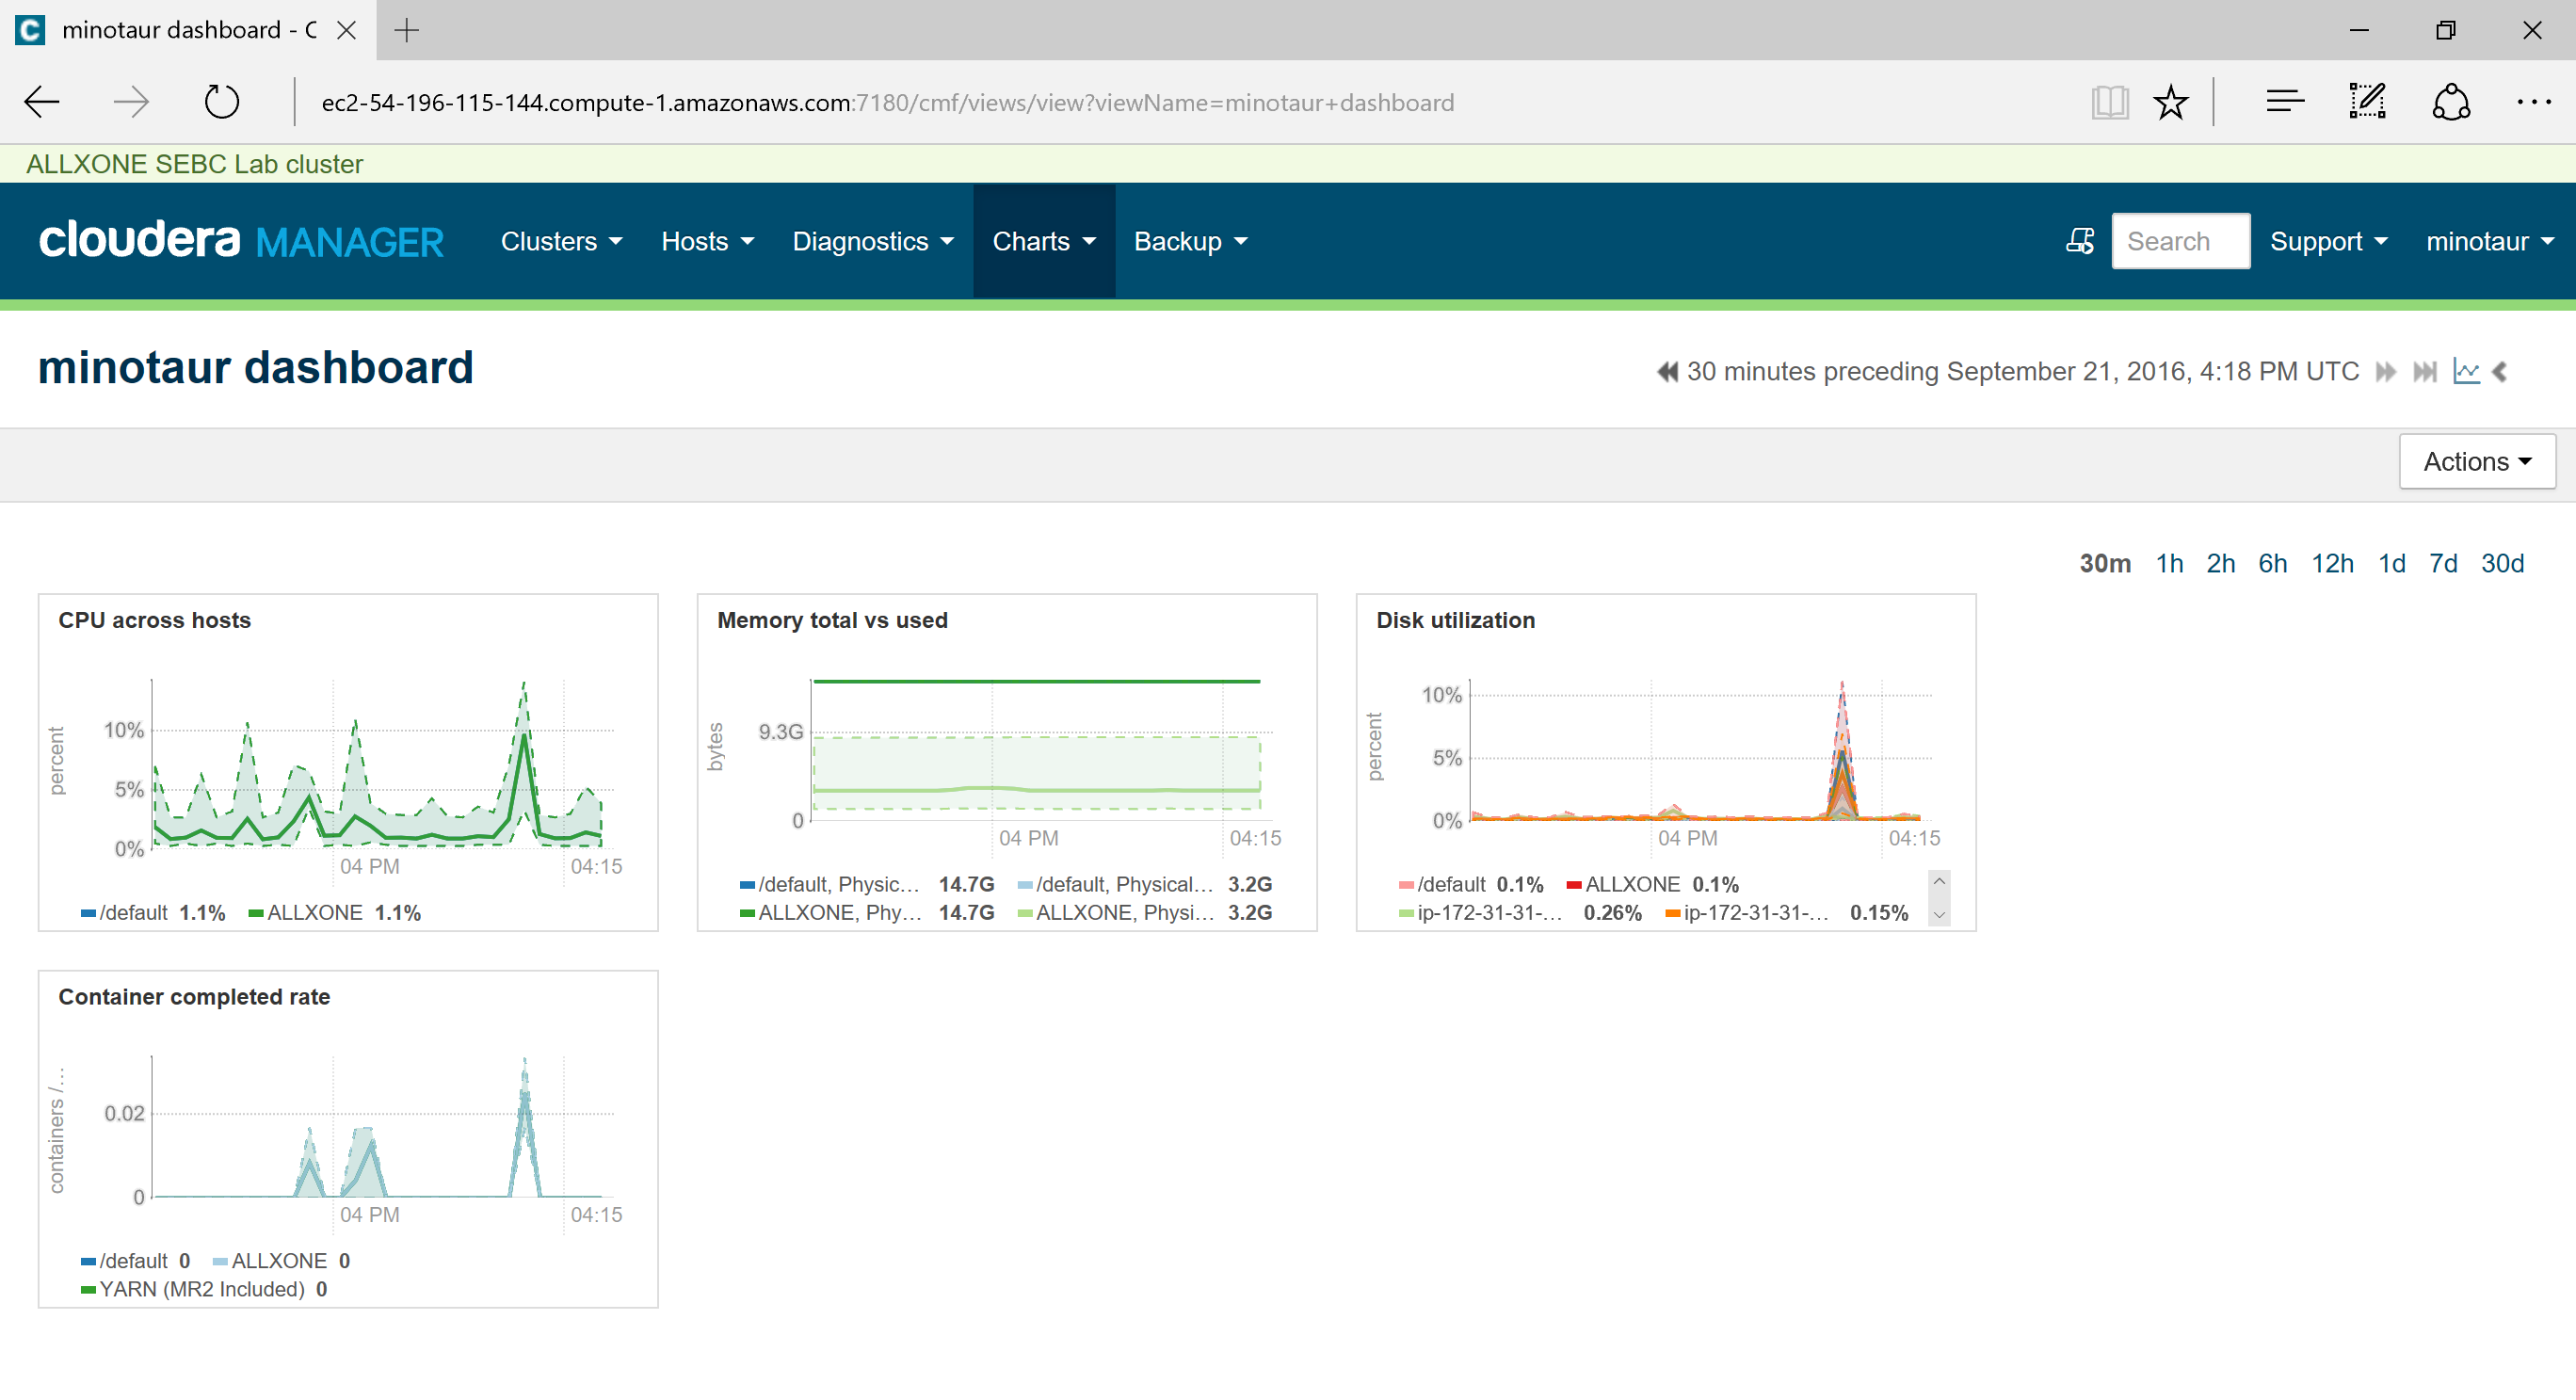 minotaur dashboard - C
ec2-54-196-115-144.compute-1.amazonaws.com:7180/cmf/views/view?viewName=minotaur+dashboard
ALLXONE SEBC Lab cluster
cloudera MANAGER Clusters Hosts Diagnostics Charts Backup Search Support minotaur
minotaur dashboard
30 minutes preceding September 21, 2016, 4:18 PM UTC
Actions
30m 1h 2h 6h 12h 1d 7d 30d
CPU across hosts
percent
10%
5%
0%
04 PM 04:15
/default 1.1% ALLXONE 1.1%
Memory total vs used
bytes
9.3G
0
04 PM 04:15
/default, Physic... 14.7G /default, Physical... 3.2G
ALLXONE, Phy... 14.7G ALLXONE, Physi... 3.2G
Disk utilization
percent
10%
5%
0%
04 PM 04:15
/default 0.1% ALLXONE 0.1%
ip-172-31-31-... 0.26% ip-172-31-31-... 0.15%
Container completed rate
containers /...
0.02
0
04 PM 04:15
/default 0 ALLXONE 0
YARN (MR2 Included) 0